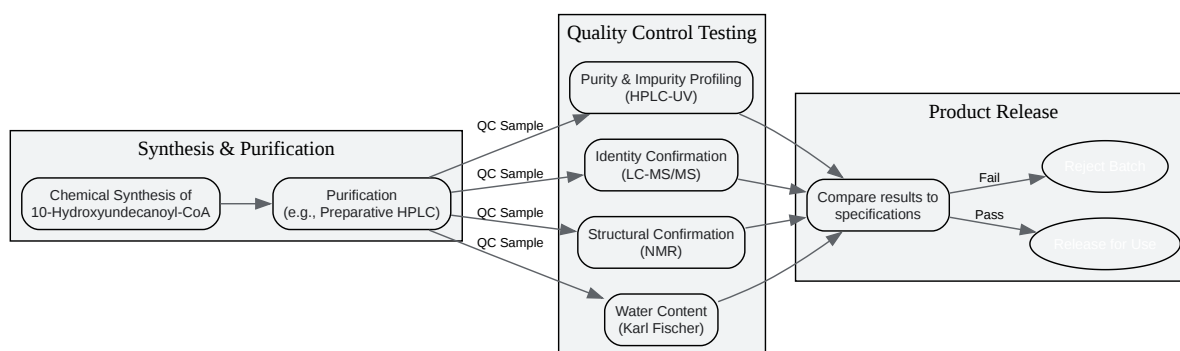 Synthesis & Purification
Chemical Synthesis of
10-Hydroxyundecanoyl-CoA
Purification
(e.g., Preparative HPLC)
QC Sample
QC Sample
QC Sample
QC Sample
Quality Control Testing
Purity & Impurity Profiling
(HPLC-UV)
Identity Confirmation
(LC-MS/MS)
Structural Confirmation
(NMR)
Water Content
(Karl Fischer)
Product Release
Compare results to
specifications
Fail
Reject Batch
Pass
Release for Use